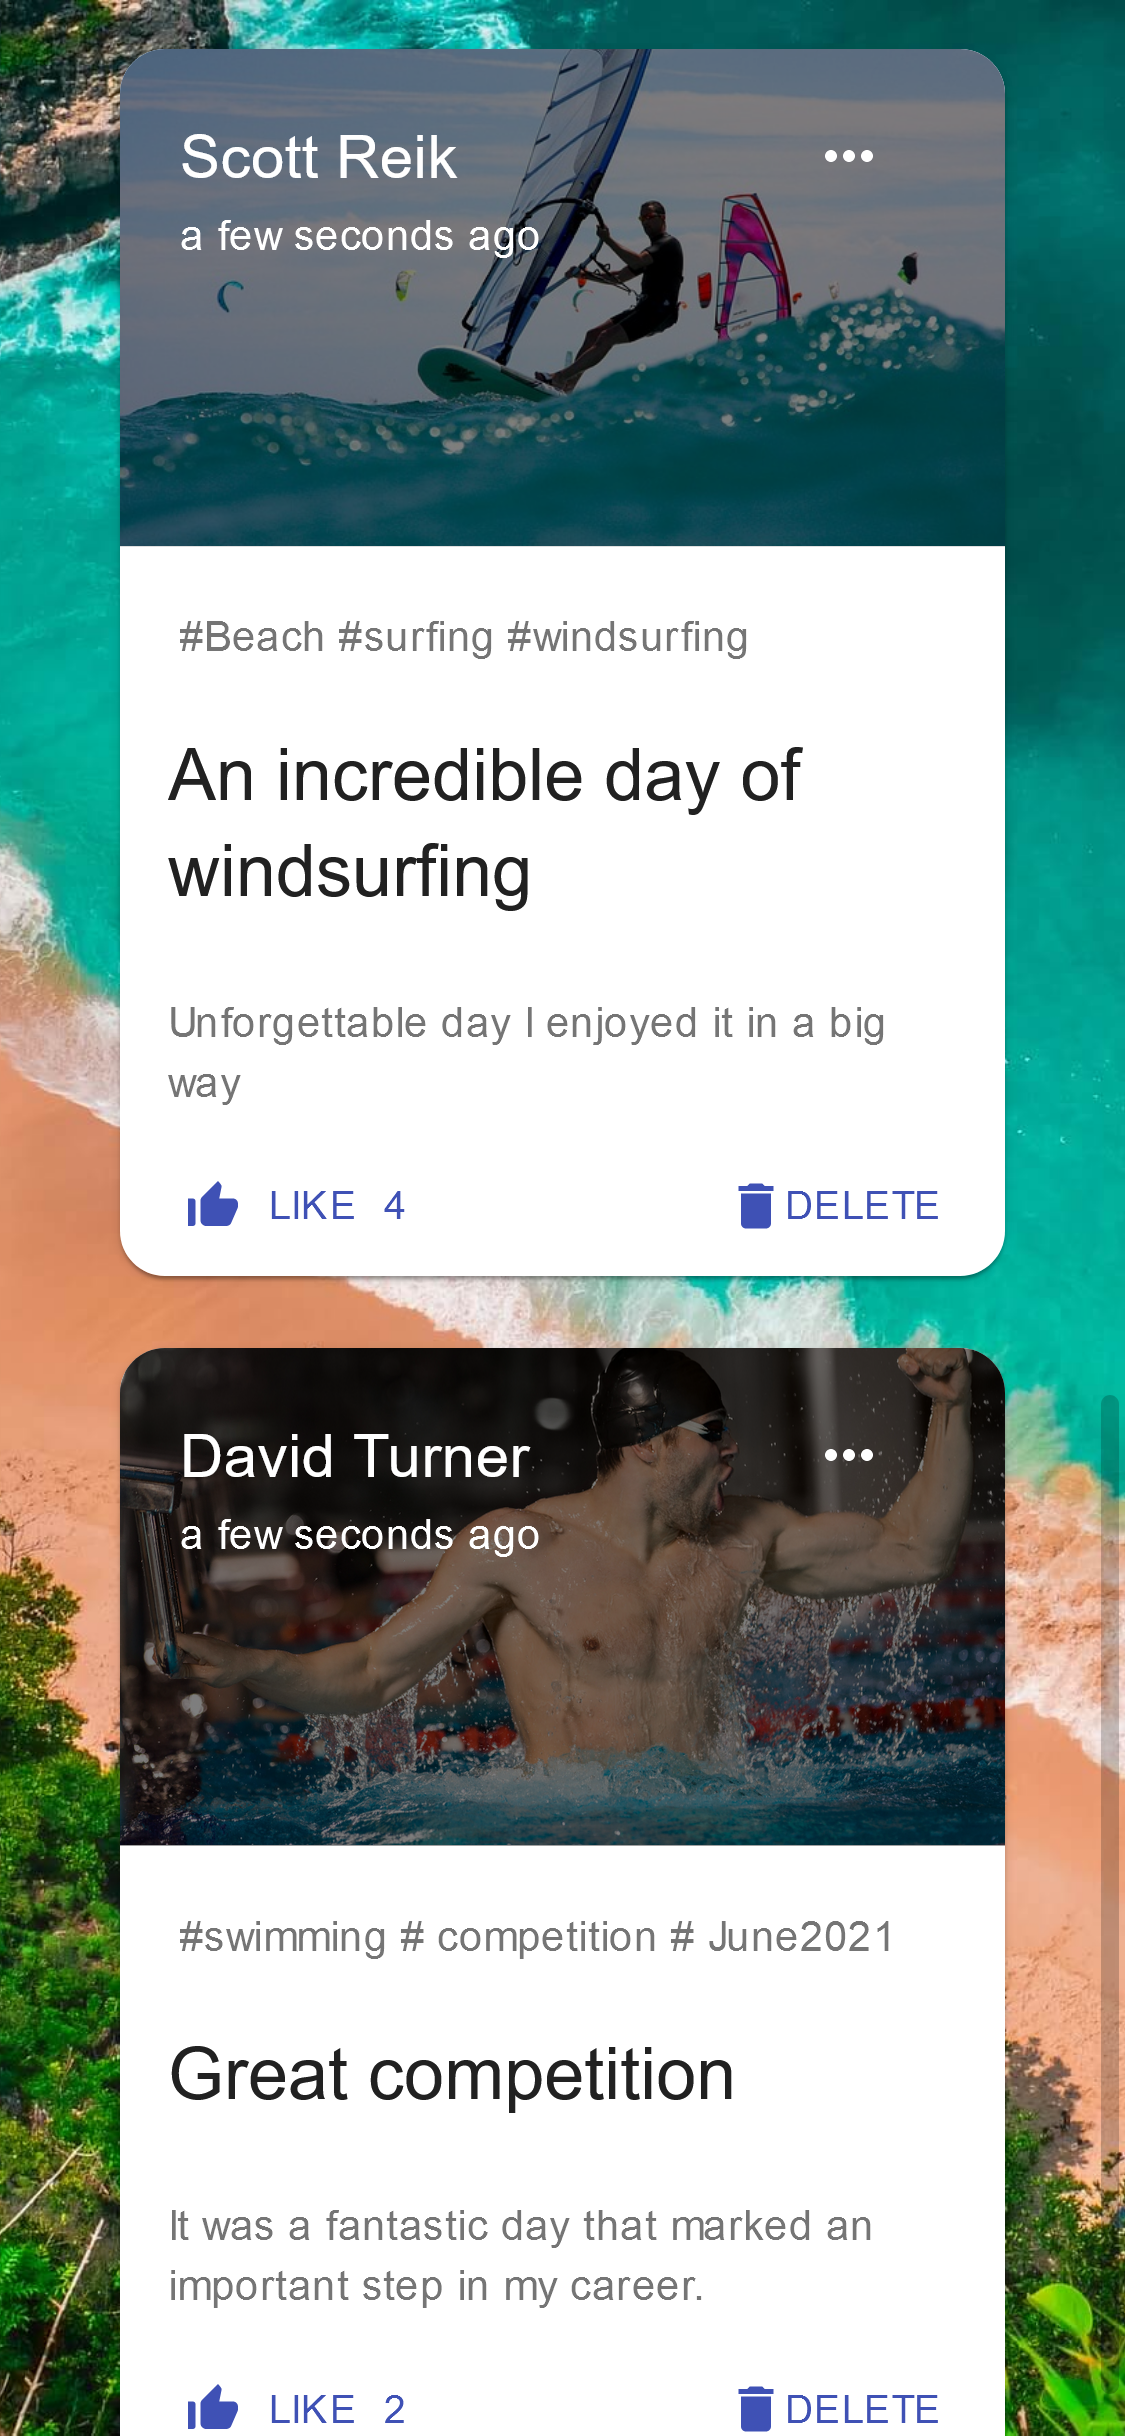 Scott Reik
a few seconds ago
#Beach #surfing #windsurfing
An incredible day of
windsurfing
Unforgettable day I enjoyed it in a big
way
LIKE 4
DELETE
David Turner
a few seconds ago
#swimming # competition # June2021
Great competition
It was a fantastic day that marked an
important step in my career.
LIKE 2
DELETE